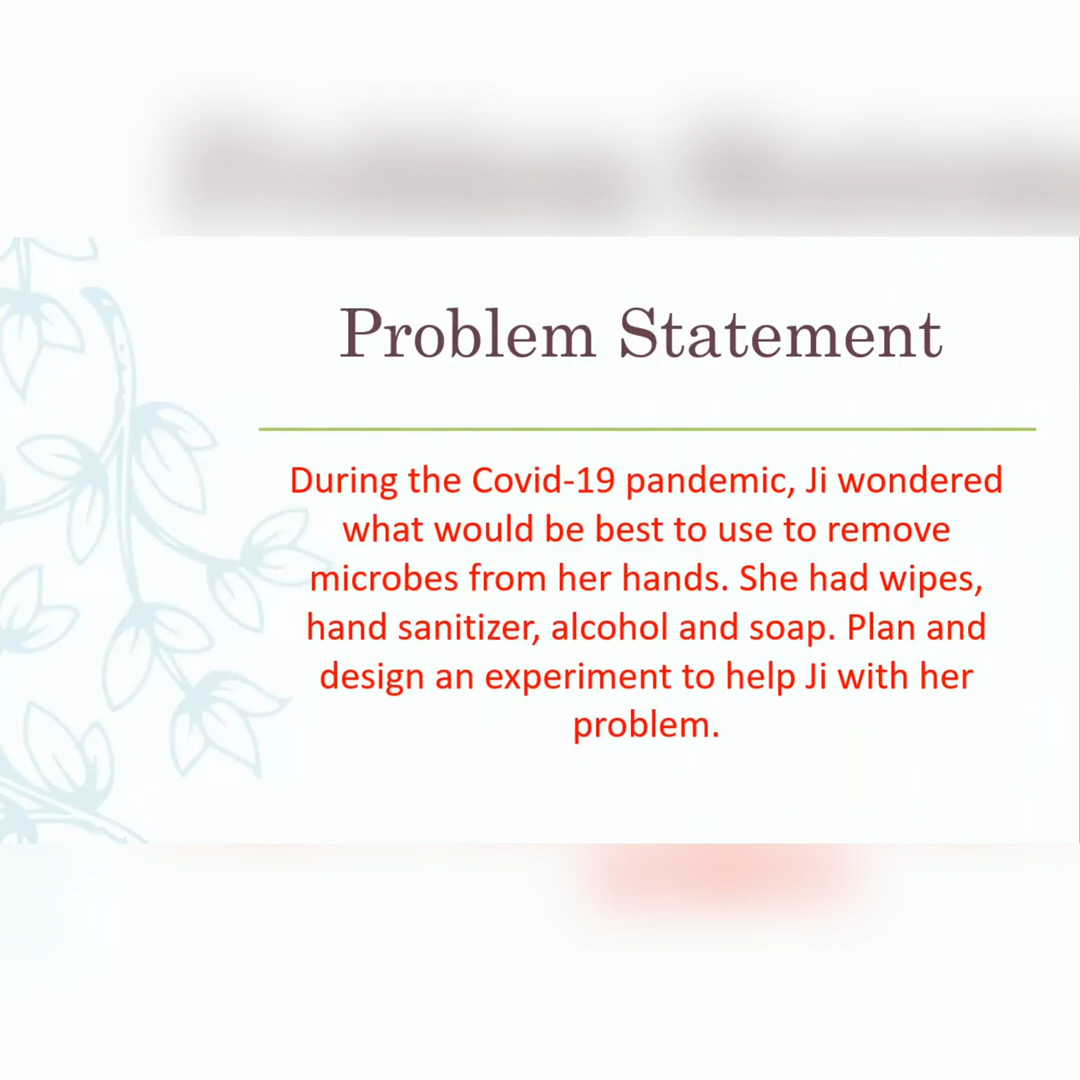 Problem Statement
During the Covid-19 pandemic, Ji wondered
what would be best to use to remove
microbes from her hands. She had wipes,
hand sanitizer, alcohol and soap. Plan and
design an experiment to help Ji with her
problem.